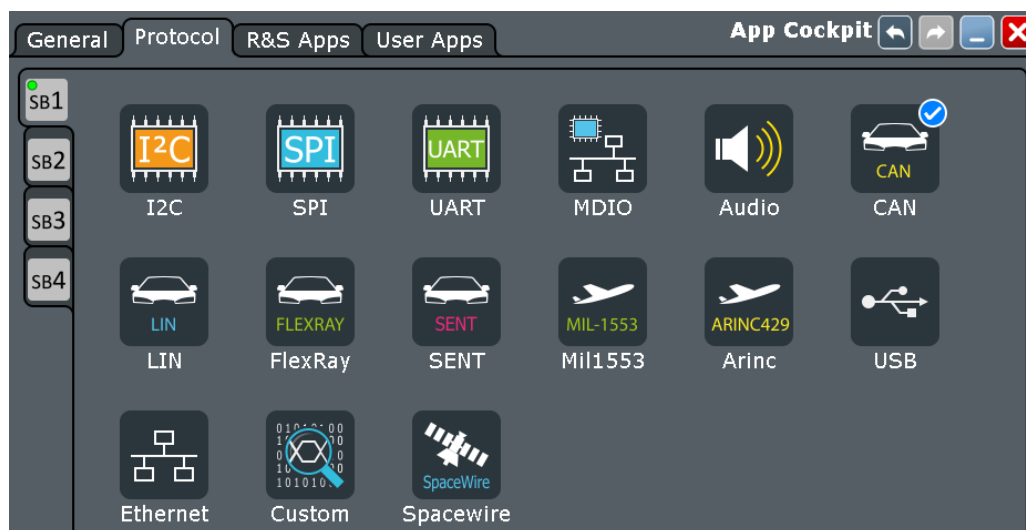 General Protocol R&S Apps User Apps App Cockpit
SB1
SB2
SB3
SB4
I²C SPI UART CAN
I2C SPI UART MDIO Audio CAN
LIN FLEXRAY SENT MIL-1553 ARINC429
LIN FlexRay SENT Mil1553 Arinc USB
SpaceWire
Ethernet Custom Spacewire